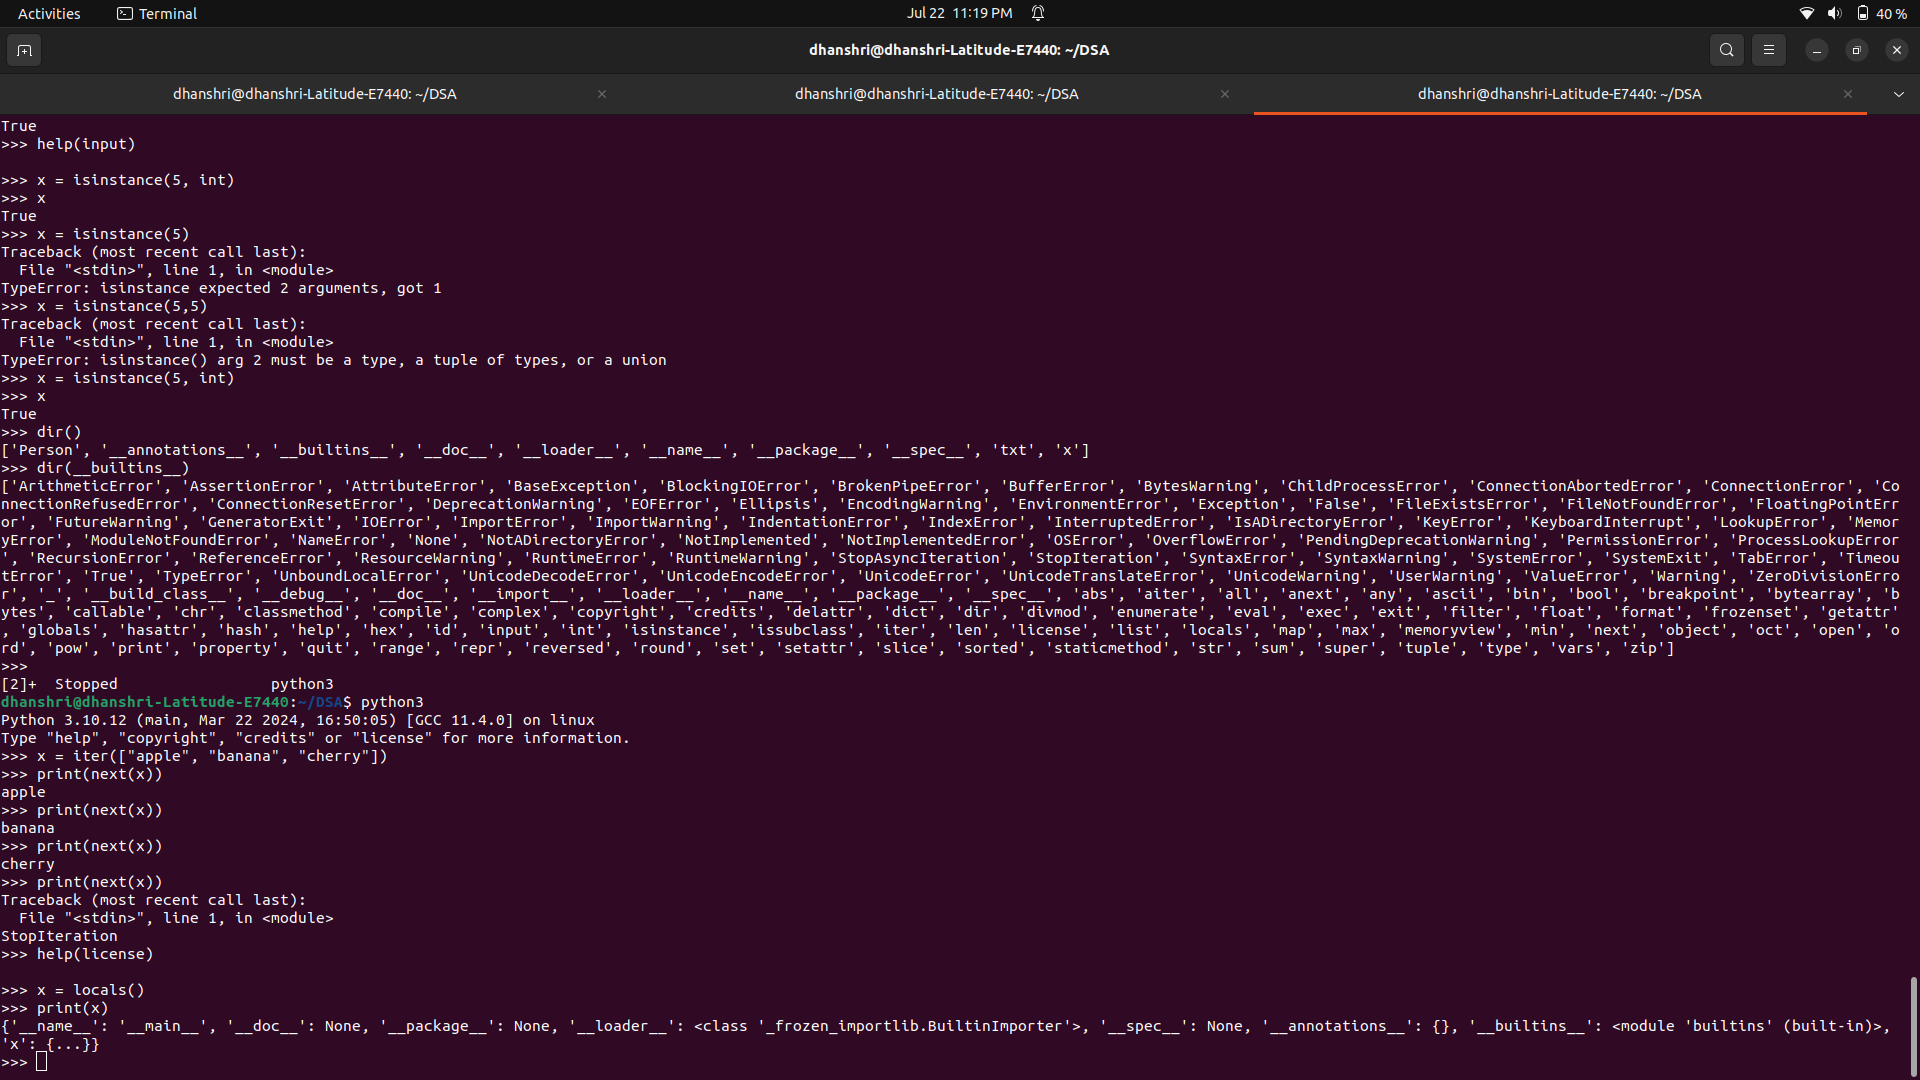 Activities Terminal Jul 22 11:19 PM 40 %
dhanshri@dhanshri-Latitude-E7440: ~/DSA
dhanshri@dhanshri-Latitude-E7440: ~/DSA dhanshri@dhanshri-Latitude-E7440: ~/DSA dhanshri@dhanshri-Latitude-E7440: ~/DSA
True
>>> help(input)

>>> x = isinstance(5, int)
>>> x
True
>>> x = isinstance(5)
Traceback (most recent call last):
  File "<stdin>", line 1, in <module>
TypeError: isinstance expected 2 arguments, got 1
>>> x = isinstance(5,5)
Traceback (most recent call last):
  File "<stdin>", line 1, in <module>
TypeError: isinstance() arg 2 must be a type, a tuple of types, or a union
>>> x = isinstance(5, int)
>>> x
True
>>> dir()
['Person', '__annotations__', '__builtins__', '__doc__', '__loader__', '__name__', '__package__', '__spec__', 'txt', 'x']
>>> dir(__builtins__)
['ArithmeticError', 'AssertionError', 'AttributeError', 'BaseException', 'BlockingIOError', 'BrokenPipeError', 'BufferError', 'BytesWarning', 'ChildProcessError', 'ConnectionAbortedError', 'ConnectionError', 'Co
nnectionRefusedError', 'ConnectionResetError', 'DeprecationWarning', 'EOFError', 'Ellipsis', 'EncodingWarning', 'EnvironmentError', 'Exception', 'False', 'FileExistsError', 'FileNotFoundError', 'FloatingPointErr
or', 'FutureWarning', 'GeneratorExit', 'IOError', 'ImportError', 'ImportWarning', 'IndentationError', 'IndexError', 'InterruptedError', 'IsADirectoryError', 'KeyError', 'KeyboardInterrupt', 'LookupError', 'Memor
yError', 'ModuleNotFoundError', 'NameError', 'None', 'NotADirectoryError', 'NotImplemented', 'NotImplementedError', 'OSError', 'OverflowError', 'PendingDeprecationWarning', 'PermissionError', 'ProcessLookupError
', 'RecursionError', 'ReferenceError', 'ResourceWarning', 'RuntimeError', 'RuntimeWarning', 'StopAsyncIteration', 'StopIteration', 'SyntaxError', 'SyntaxWarning', 'SystemError', 'SystemExit', 'TabError', 'Timeou
tError', 'True', 'TypeError', 'UnboundLocalError', 'UnicodeDecodeError', 'UnicodeEncodeError', 'UnicodeError', 'UnicodeTranslateError', 'UnicodeWarning', 'UserWarning', 'ValueError', 'Warning', 'ZeroDivisionErro
r', '_', '__build_class__', '__debug__', '__doc__', '__import__', '__loader__', '__name__', '__package__', '__spec__', 'abs', 'aiter', 'all', 'anext', 'any', 'ascii', 'bin', 'bool', 'breakpoint', 'bytearray', 'b
ytes', 'callable', 'chr', 'classmethod', 'compile', 'complex', 'copyright', 'credits', 'delattr', 'dict', 'dir', 'divmod', 'enumerate', 'eval', 'exec', 'exit', 'filter', 'float', 'format', 'frozenset', 'getattr'
, 'globals', 'hasattr', 'hash', 'help', 'hex', 'id', 'input', 'int', 'isinstance', 'issubclass', 'iter', 'len', 'license', 'list', 'locals', 'map', 'max', 'memoryview', 'min', 'next', 'object', 'oct', 'open', 'o
rd', 'pow', 'print', 'property', 'quit', 'range', 'repr', 'reversed', 'round', 'set', 'setattr', 'slice', 'sorted', 'staticmethod', 'str', 'sum', 'super', 'tuple', 'type', 'vars', 'zip']
>>>
[2]+  Stopped                 python3
dhanshri@dhanshri-Latitude-E7440:~/DSA$ python3
Python 3.10.12 (main, Mar 22 2024, 16:50:05) [GCC 11.4.0] on linux
Type "help", "copyright", "credits" or "license" for more information.
>>> x = iter(["apple", "banana", "cherry"])
>>> print(next(x))
apple
>>> print(next(x))
banana
>>> print(next(x))
cherry
>>> print(next(x))
Traceback (most recent call last):
  File "<stdin>", line 1, in <module>
StopIteration
>>> help(license)

>>> x = locals()
>>> print(x)
{'__name__': '__main__', '__doc__': None, '__package__': None, '__loader__': <class '_frozen_importlib.BuiltinImporter'>, '__spec__': None, '__annotations__': {}, '__builtins__': <module 'builtins' (built-in)>,
'x': {...}}
>>>